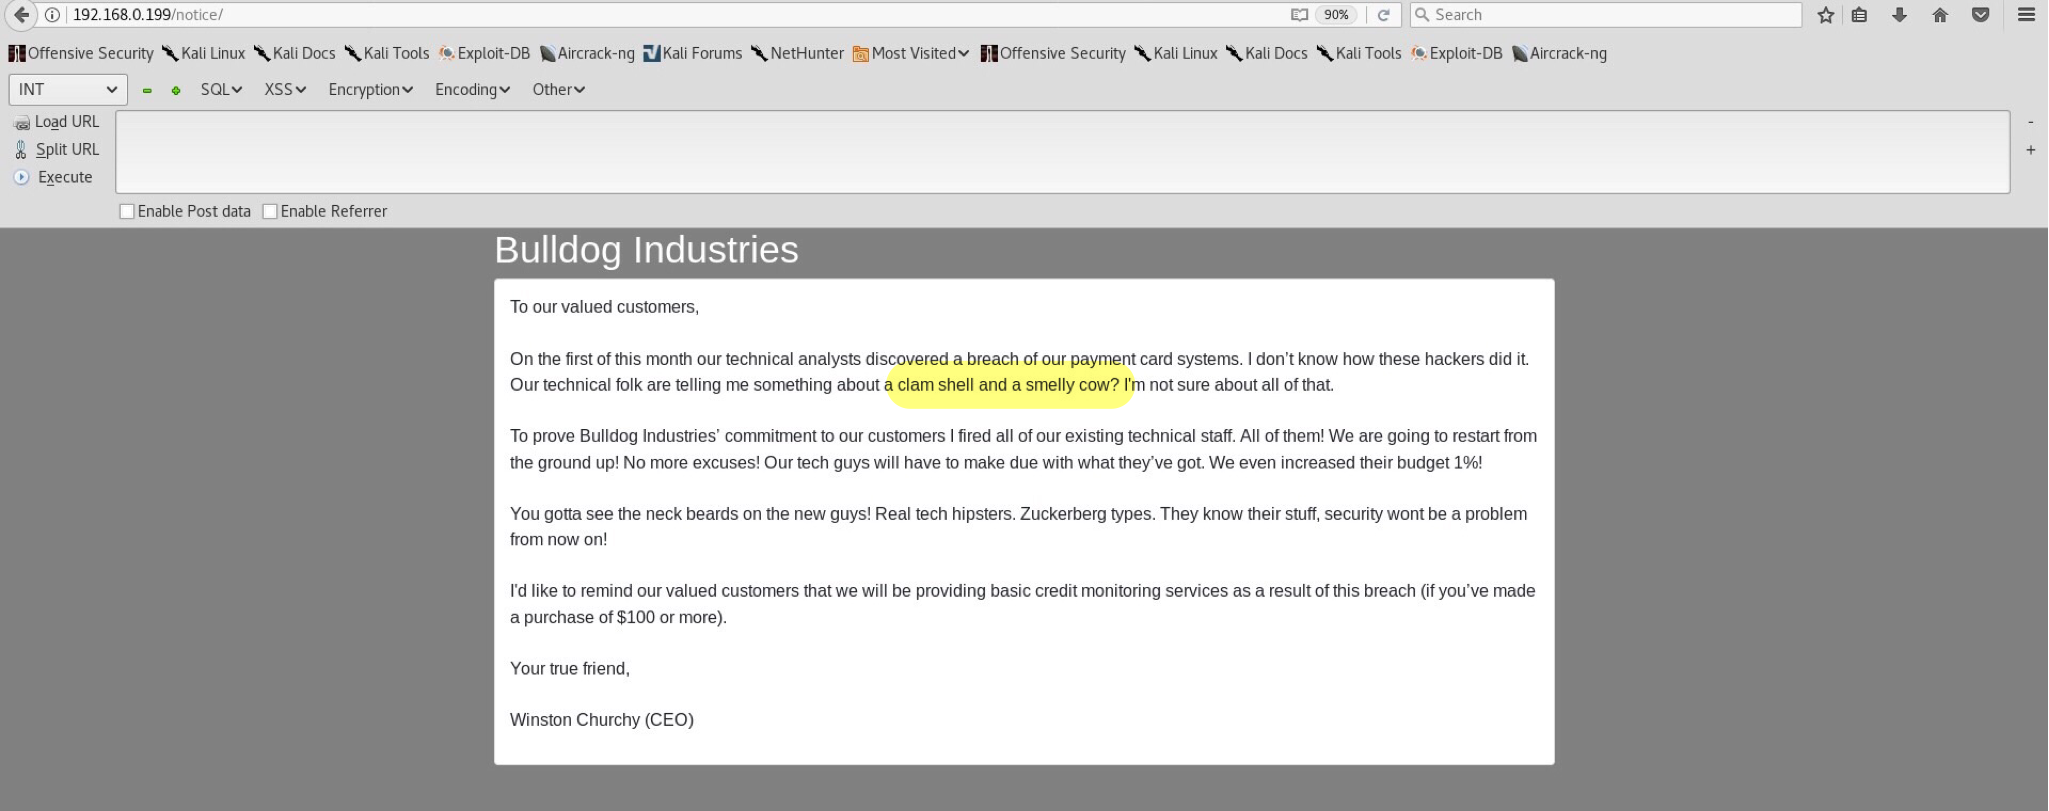 192.168.0.199/notice/
90%
Search
Offensive Security Kali Linux Kali Docs Kali Tools Exploit-DB Aircrack-ng Kali Forums NetHunter Most Visited Offensive Security Kali Linux Kali Docs Kali Tools Exploit-DB Aircrack-ng
INT SQL XSS Encryption Encoding Other
Load URL
Split URL
Execute
Enable Post data Enable Referrer
Bulldog Industries
To our valued customers,
On the first of this month our technical analysts discovered a breach of our payment card systems. I don’t know how these hackers did it.
Our technical folk are telling me something about a clam shell and a smelly cow? I'm not sure about all of that.
To prove Bulldog Industries’ commitment to our customers I fired all of our existing technical staff. All of them! We are going to restart from
the ground up! No more excuses! Our tech guys will have to make due with what they’ve got. We even increased their budget 1%!
You gotta see the neck beards on the new guys! Real tech hipsters. Zuckerberg types. They know their stuff, security wont be a problem
from now on!
I'd like to remind our valued customers that we will be providing basic credit monitoring services as a result of this breach (if you’ve made
a purchase of $100 or more).
Your true friend,
Winston Churchy (CEO)